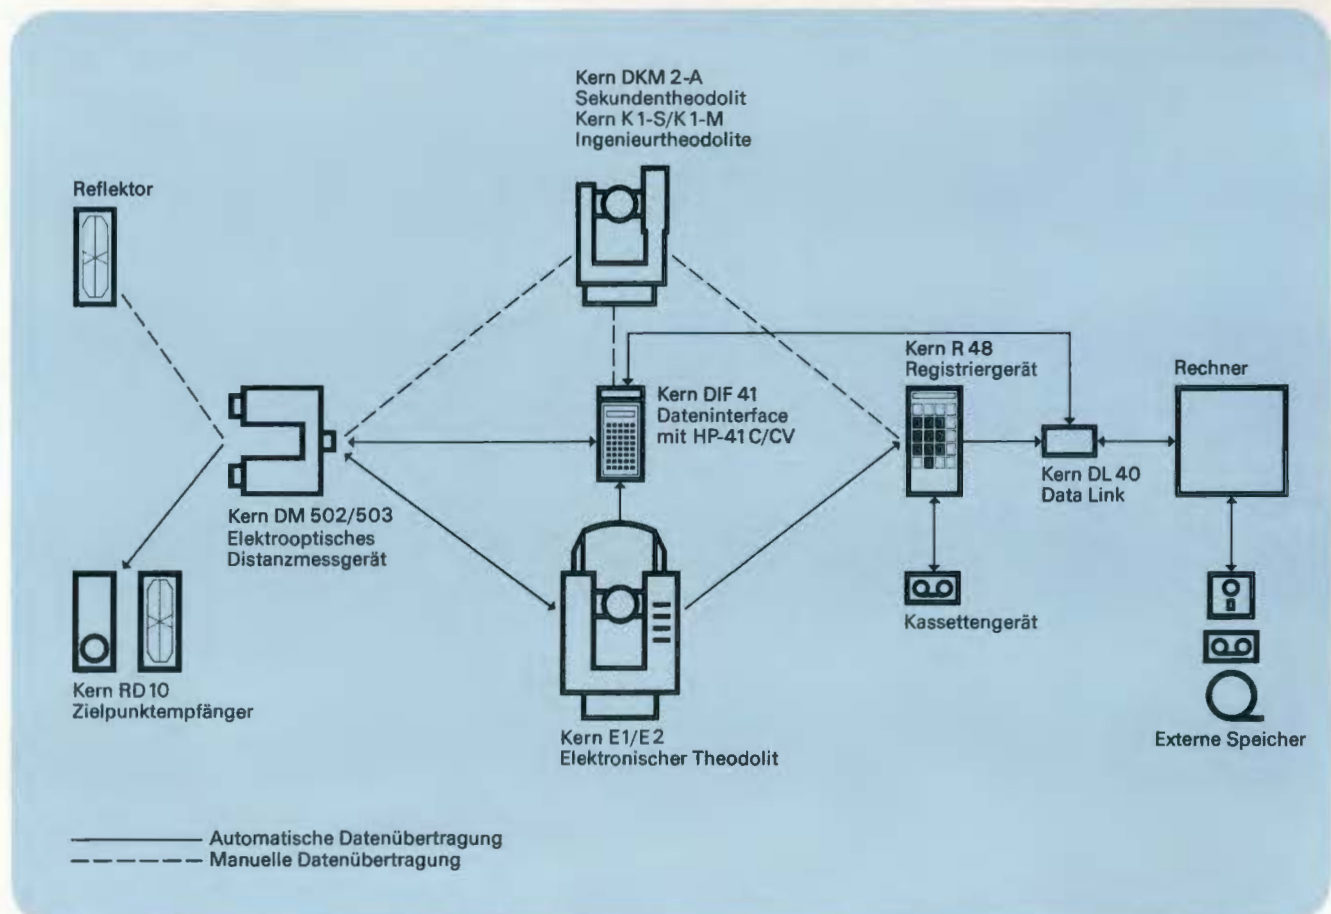 Kern DKM 2-A
Sekundentheodolit
Kern K1-S/K1-M
Ingenieurtheodolite
Reflektor
Kern R 48
Registriergerät
Rechner
Kern DIF 41
Dateninterface
mit HP-41 C/CV
Kern DL 40
Data Link
Kern DM 502/503
Elektrooptisches
Distanzmessgerät
Kassettengerät
Kern RD 10
Zielpunktempfänger
Kern E1/E2
Elektronischer Theodolit
Externe Speicher
Automatische Datenübertragung
Manuelle Datenübertragung